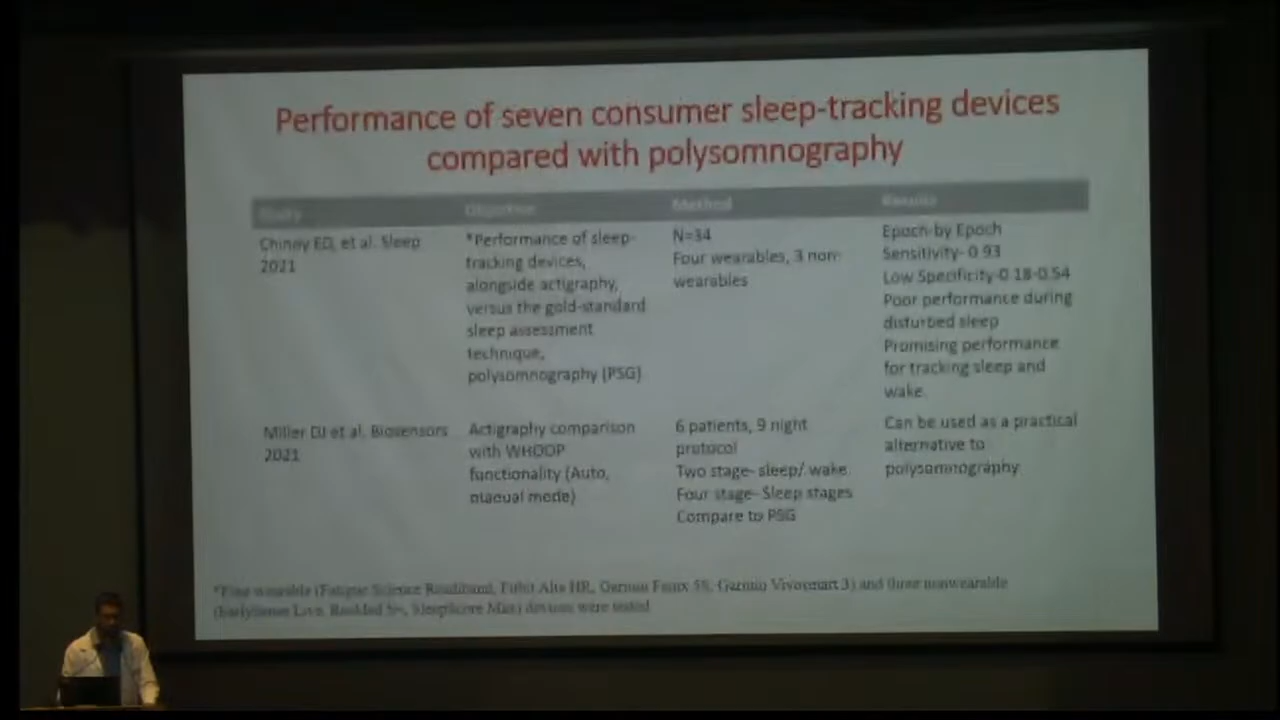 Performance of seven consumer sleep-tracking devices
compared with polysomnography
Study Objective Method Results
Chinoy ED, et al. Sleep
2021
*Performance of sleep-
tracking devices,
alongside actigraphy,
versus the gold-standard
sleep assessment
technique,
polysomnography (PSG)
N=34
Four wearables, 3 non-
wearables
Epoch-by Epoch
Sensitivity- 0.93
Low Specificity-0.18-0.54
Poor performance during
disturbed sleep
Promising performance
for tracking sleep and
wake.
Miller DJ et al. Biosensors
2021
Actigraphy comparison
with WHOOP
functionality (Auto,
manual mode)
6 patients, 9 night
protocol
Two stage- sleep/ wake.
Four stage- Sleep stages
Compare to PSG
Can be used as a practical
alternative to
polysomnography
*Four wearable (Fatigue Science Readiband, Fitbit Alta HR, Garmin Fenix 5S, Garmin Vivosmart 3) and three nonwearable
(EarlySense Live, ResMed S+, SleepScore Max) devices were tested